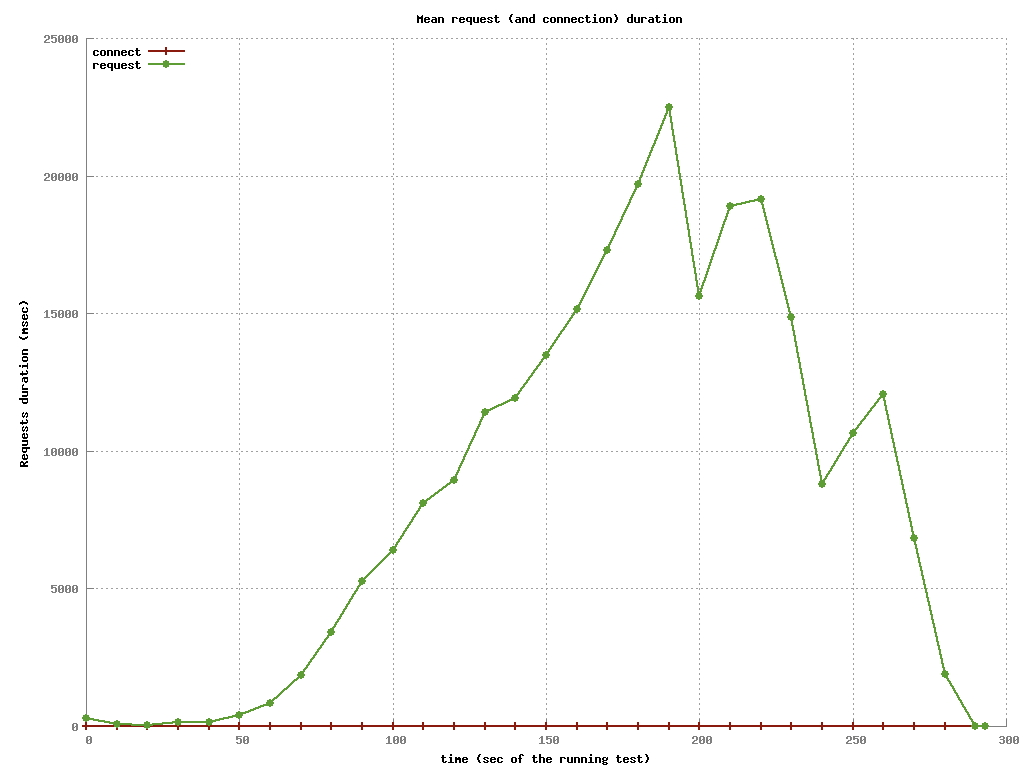 Mean request (and connection) duration
25000
connect
request
20000
15000
Requests duration (msec)
10000
5000
0
0 50 100 150 200 250 300
time (sec of the running test)